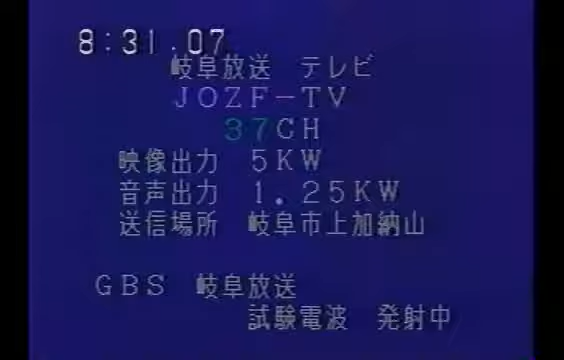 8:31.07
岐阜放送　テレビ
JOZF-TV
37CH
映像出力　5KW
音声出力　1.25KW
送信場所　岐阜市上加納山
GBS　岐阜放送
試験電波　発射中